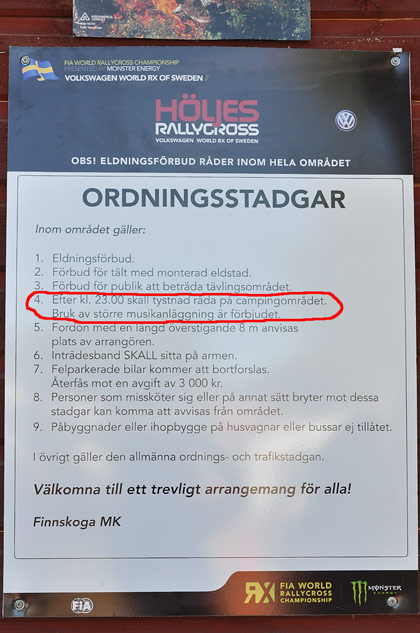 FIA WORLD RALLYCROSS CHAMPIONSHIP
PRESENTED BY MONSTER ENERGY
VOLKSWAGEN WORLD RX OF SWEDEN
HÖLJES
RALLYCROSS
VOLKSWAGEN WORLD RX OF SWEDEN
OBS! ELDNINGSFÖRBUD RÅDER INOM HELA OMRÅDET
ORDNINGSSTADGAR
Inom området gäller:
1. Eldningsförbud.
2. Förbud för tält med monterad eldstad.
3. Förbud för publik att beträda tävlingsområdet.
4. Efter kl. 23.00 skall tystnad råda på campingområdet.
Bruk av större musikanläggning är förbjudet.
5. Fordon med en längd överstigande 8 m anvisas
plats av arrangören.
6. Inträdesband SKALL sitta på armen.
7. Felparkerade bilar kommer att bortforslas.
Återfås mot en avgift av 3 000 kr.
8. Personer som missköter sig eller på annat sätt bryter mot dessa
stadgar kan komma att avvisas från området.
9. Påbyggnader eller ihopbygge på husvagnar eller bussar ej tillåtet.
I övrigt gäller den allmänna ordnings- och trafikstadgan.
Välkomna till ett trevligt arrangemang för alla!
Finnskoga MK
FIA
RX
FIA WORLD
RALLYCROSS
CHAMPIONSHIP
MONSTER
ENERGY